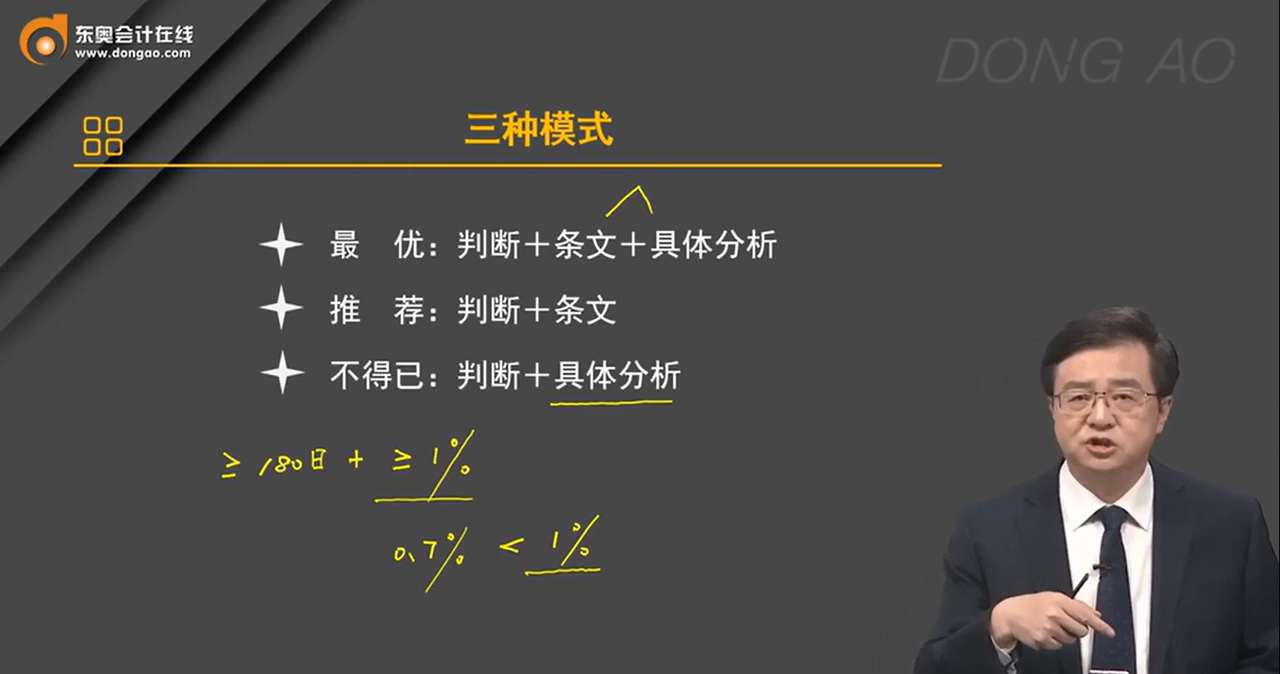 东奥会计在线
www.dongao.com
DONG AO
三种模式
最 优：判断＋条文＋具体分析
推 荐：判断＋条文
不得已：判断＋具体分析
≥ 180日 + ≥ 1%
0.7% < 1%